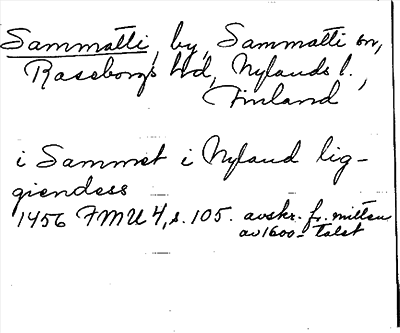 Sammatti, by, Sammatti sn,
Raseborgs hd, Nylands l.,
Finland
i Sammet i Nyland lig-
giendess
1456 FMU 4, s. 105. avskr. fr. mitten
av 1600-talet